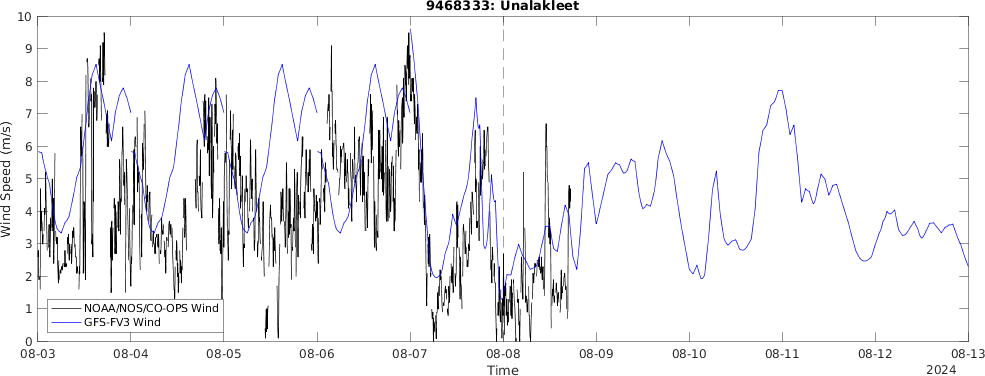 9468333: Unalakleet
10
9
8
7
6
5
4
3
2
1
0
Wind Speed (m/s)
NOAA/NOS/CO-OPS Wind
GFS-FV3 Wind
08-03 08-04 08-05 08-06 08-07 08-08 08-09 08-10 08-11 08-12 08-13
Time
2024